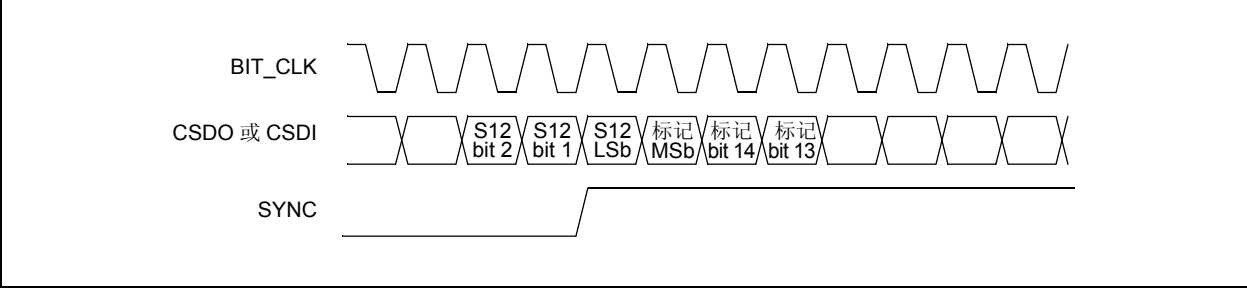 BIT_CLK
CSDO 或 CSDI
S12 S12 S12 标记 标记 标记
bit 2 bit 1 LSb MSb bit 14 bit 13
SYNC